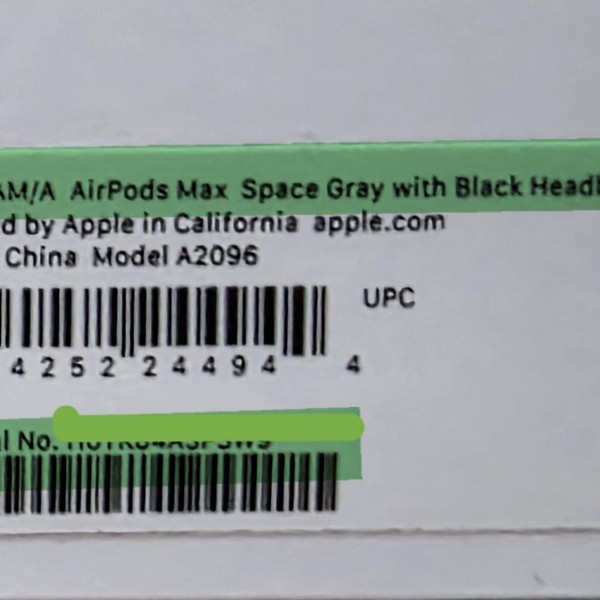 AM/A AirPods Max Space Gray with Black Headb
d by Apple in California apple.com
China Model A2096
UPC
4 2 5 2 2 4 4 9 4 4
l No.